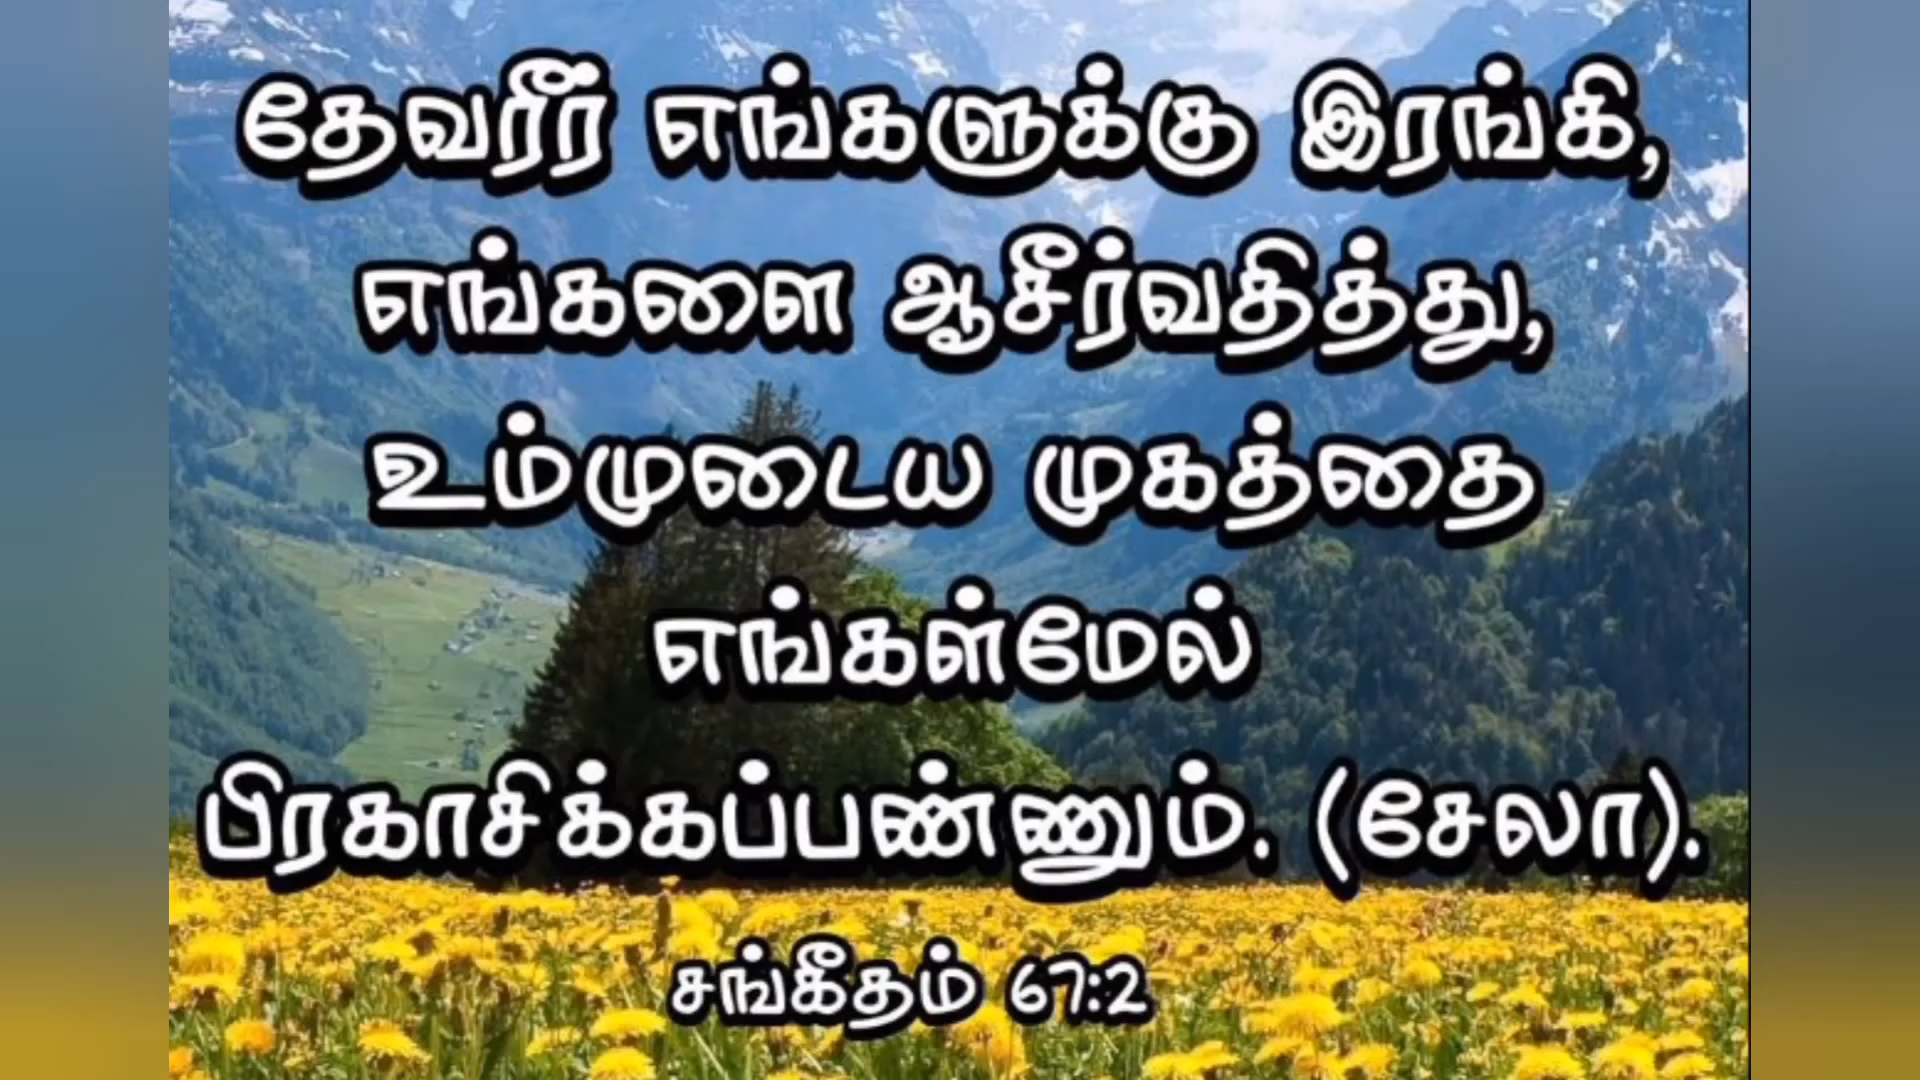 தேவரீர் எங்களுக்கு இரங்கி,
எங்களை ஆசீர்வதித்து,
உம்முடைய முகத்தை
எங்கள்மேல்
பிரகாசிக்கப்பண்ணும். (சேலா).
சங்கீதம் 67:2